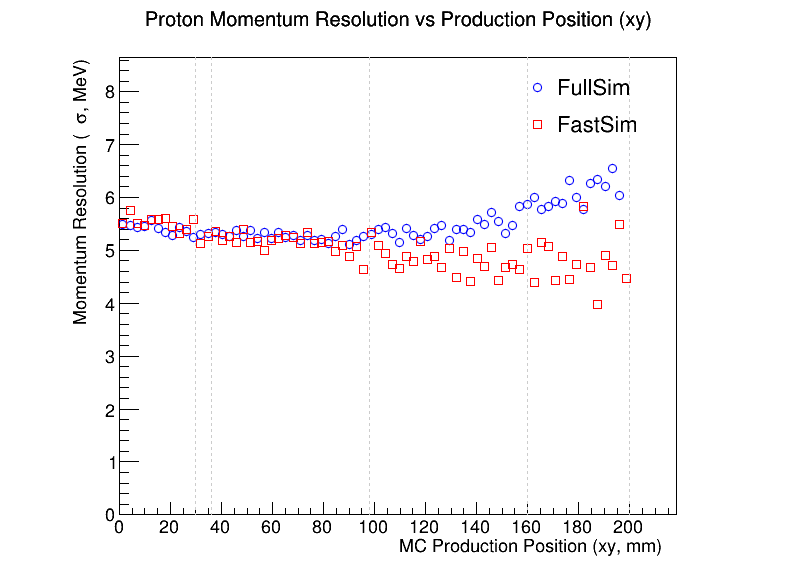 Proton Momentum Resolution vs Production Position (xy)
Momentum Resolution ( σ, MeV)
FullSim
FastSim
8
7
6
5
4
3
2
1
0
0 20 40 60 80 100 120 140 160 180 200
MC Production Position (xy, mm)